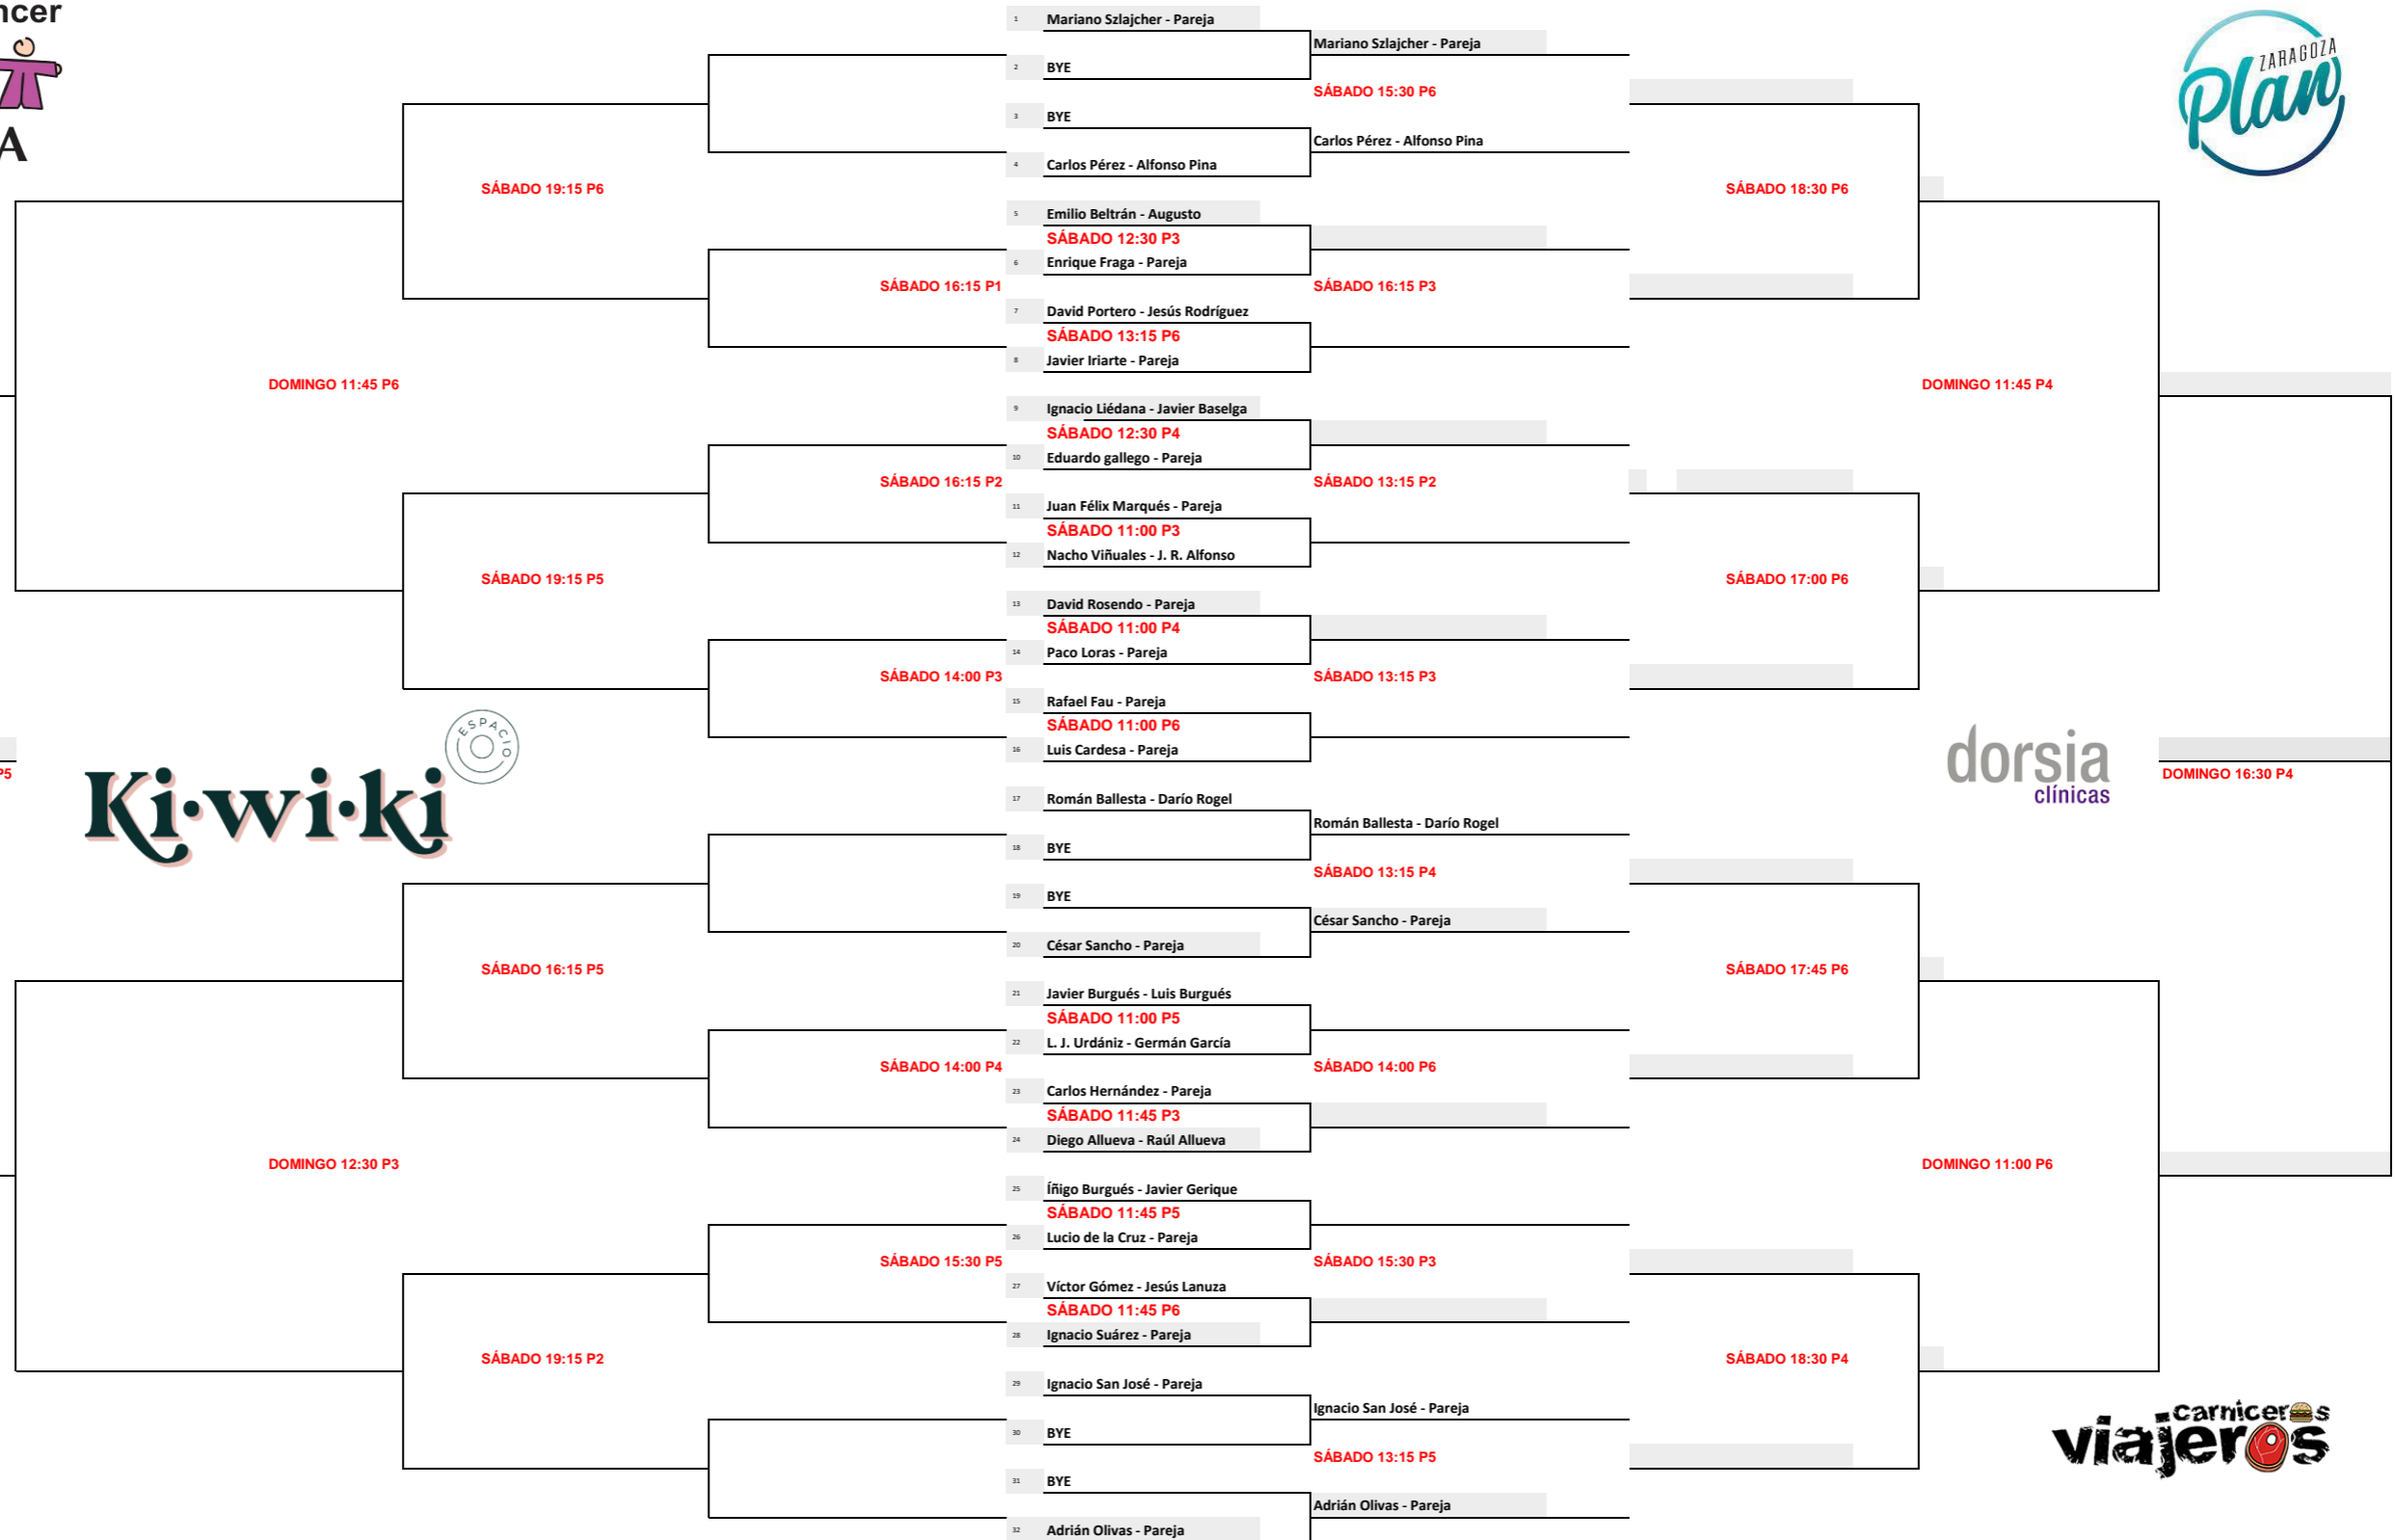 ncer
A
1 Mariano Szlajcher - Pareja
Mariano Szlajcher - Pareja
2 BYE
SÁBADO 15:30 P6
3 BYE
Carlos Pérez - Alfonso Pina
4 Carlos Pérez - Alfonso Pina
SÁBADO 19:15 P6
SÁBADO 18:30 P6
5 Emilio Beltrán - Augusto
SÁBADO 12:30 P3
6 Enrique Fraga - Pareja
SÁBADO 16:15 P1
SÁBADO 16:15 P3
7 David Portero - Jesús Rodríguez
SÁBADO 13:15 P6
8 Javier Iriarte - Pareja
DOMINGO 11:45 P6
DOMINGO 11:45 P4
9 Ignacio Liédana - Javier Baselga
SÁBADO 12:30 P4
10 Eduardo gallego - Pareja
SÁBADO 16:15 P2
SÁBADO 13:15 P2
11 Juan Félix Marqués - Pareja
SÁBADO 11:00 P3
12 Nacho Viñuales - J. R. Alfonso
SÁBADO 19:15 P5
SÁBADO 17:00 P6
13 David Rosendo - Pareja
SÁBADO 11:00 P4
14 Paco Loras - Pareja
SÁBADO 14:00 P3
SÁBADO 13:15 P3
15 Rafael Fau - Pareja
SÁBADO 11:00 P6
16 Luis Cardesa - Pareja
P5
DOMINGO 16:30 P4
17 Román Ballesta - Darío Rogel
Román Ballesta - Darío Rogel
18 BYE
SÁBADO 13:15 P4
19 BYE
César Sancho - Pareja
20 César Sancho - Pareja
SÁBADO 16:15 P5
SÁBADO 17:45 P6
21 Javier Burgués - Luis Burgués
SÁBADO 11:00 P5
22 L. J. Urdániz - Germán García
SÁBADO 14:00 P4
SÁBADO 14:00 P6
23 Carlos Hernández - Pareja
SÁBADO 11:45 P3
24 Diego Allueva - Raúl Allueva
DOMINGO 12:30 P3
DOMINGO 11:00 P6
25 Íñigo Burgués - Javier Gerique
SÁBADO 11:45 P5
26 Lucio de la Cruz - Pareja
SÁBADO 15:30 P5
SÁBADO 15:30 P3
27 Víctor Gómez - Jesús Lanuza
SÁBADO 11:45 P6
28 Ignacio Suárez - Pareja
SÁBADO 19:15 P2
SÁBADO 18:30 P4
29 Ignacio San José - Pareja
Ignacio San José - Pareja
30 BYE
SÁBADO 13:15 P5
31 BYE
Adrián Olivas - Pareja
32 Adrián Olivas - Pareja
ZARAGOZA
Plan
ESPACIO
Ki·wi·ki
dorsia
clínicas
carniceros
viajeros